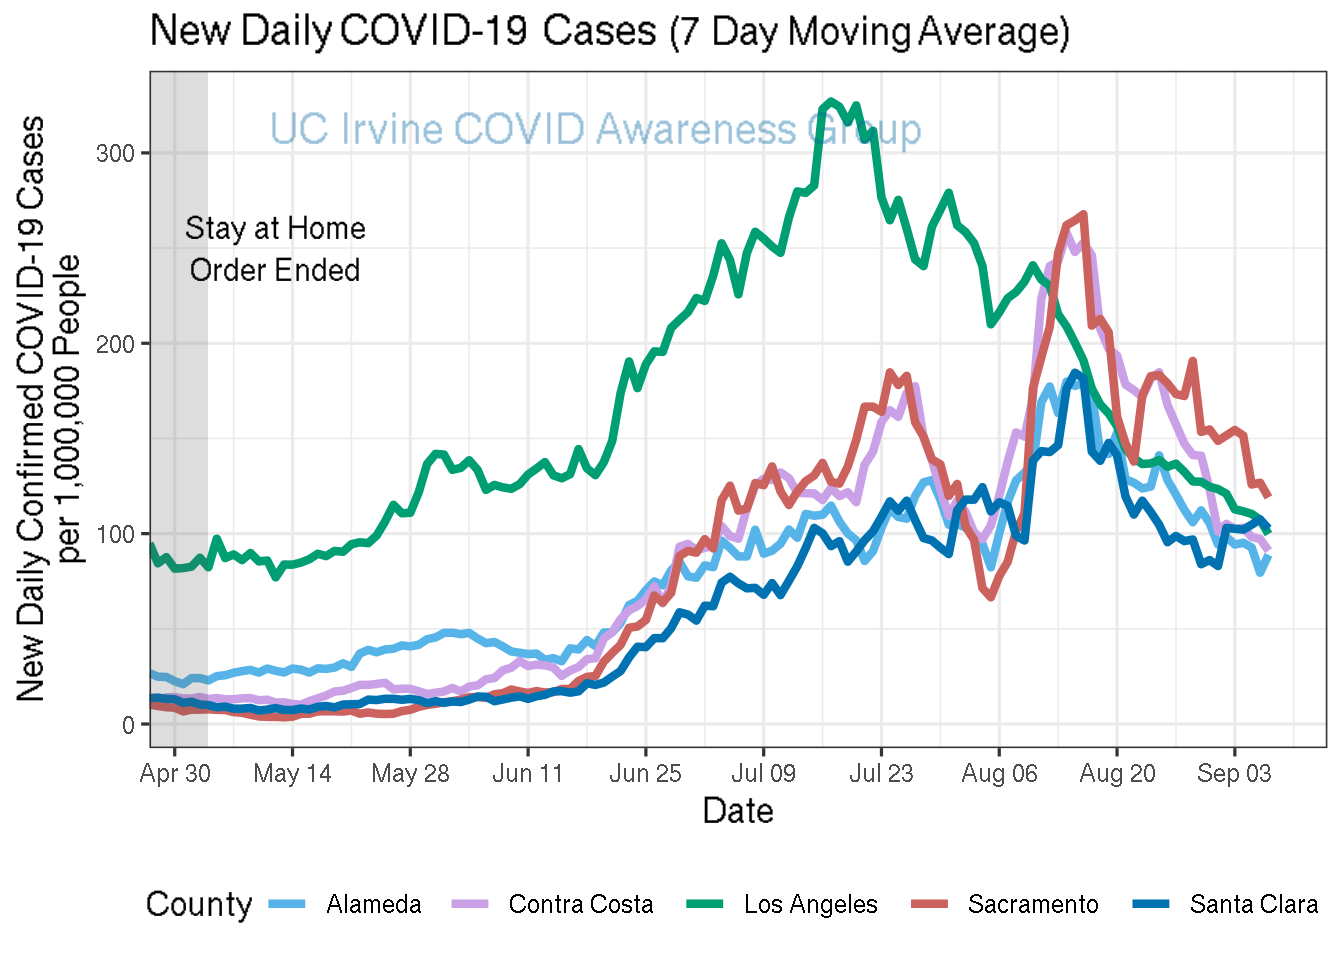 New Daily COVID-19 Cases (7 Day Moving Average)
UC Irvine COVID Awareness Group
Stay at Home
Order Ended
New Daily Confirmed COVID-19 Cases
per 1,000,000 People
300
200
100
0
Apr 30 May 14 May 28 Jun 11 Jun 25 Jul 09 Jul 23 Aug 06 Aug 20 Sep 03
Date
County Alameda Contra Costa Los Angeles Sacramento Santa Clara